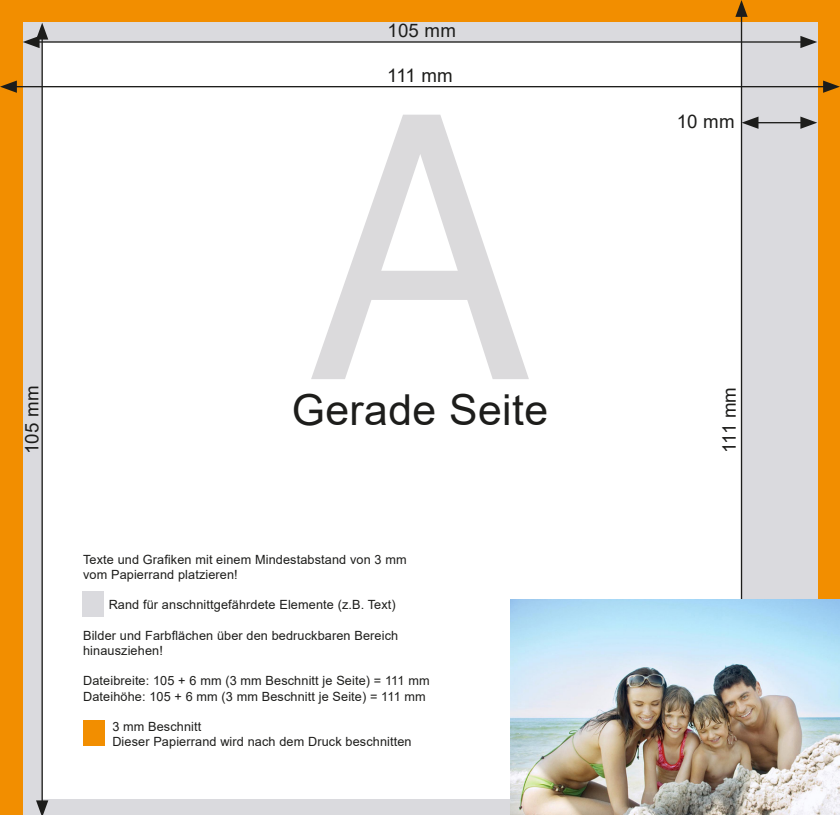 105 mm
111 mm
10 mm
A
Gerade Seite
105 mm
111 mm
Texte und Grafiken mit einem Mindestabstand von 3 mm
vom Papierrand platzieren!
Rand für anschnittgefährdete Elemente (z.B. Text)
Bilder und Farbflächen über den bedruckbaren Bereich
hinausziehen!
Dateibreite: 105 + 6 mm (3 mm Beschnitt je Seite) = 111 mm
Dateihöhe: 105 + 6 mm (3 mm Beschnitt je Seite) = 111 mm
3 mm Beschnitt
Dieser Papierrand wird nach dem Druck beschnitten